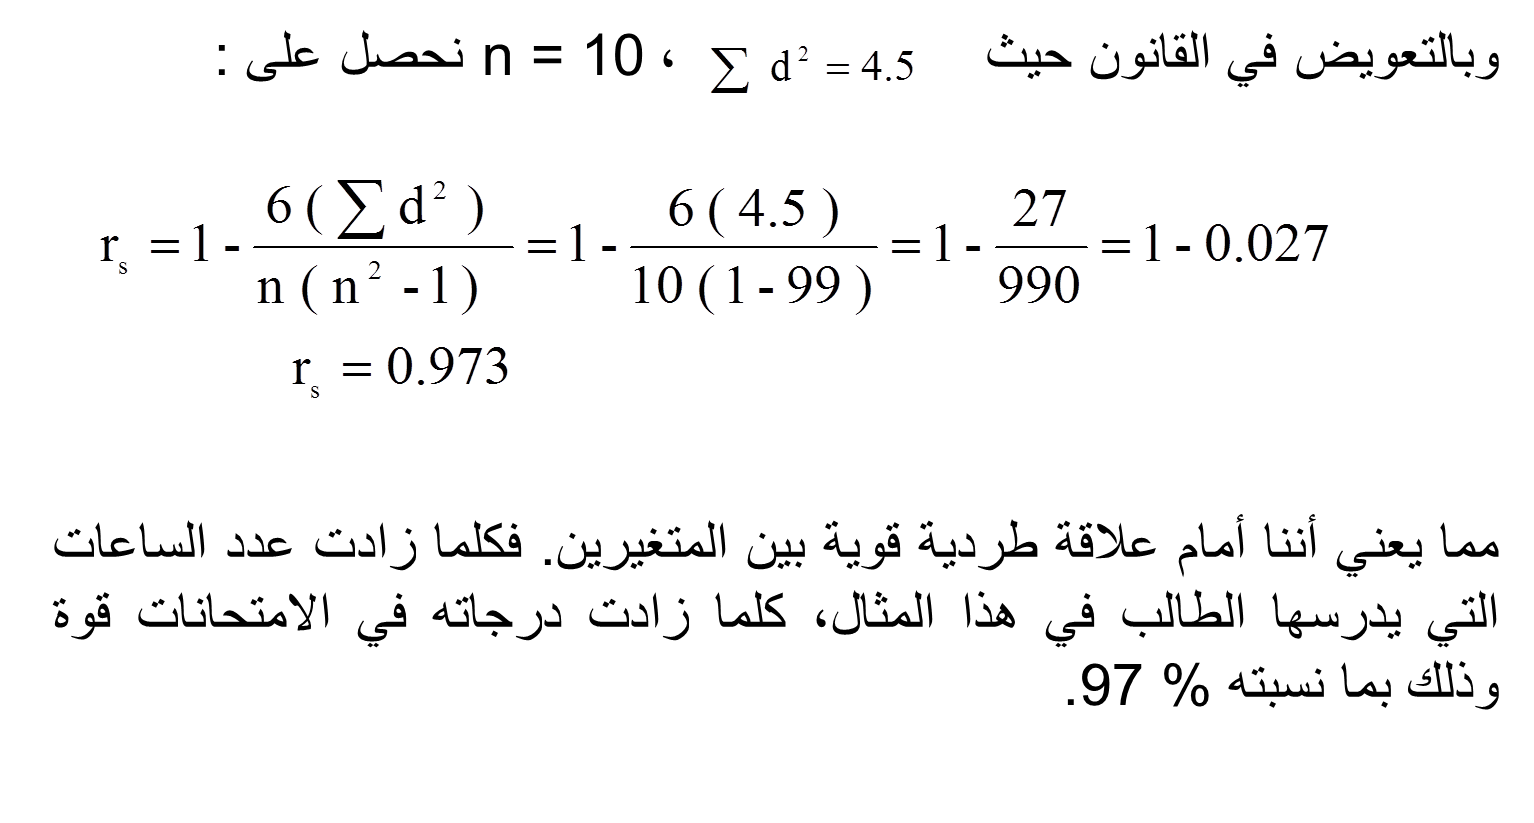 وبالتعويض في القانون حيث ∑ d² = 4.5 ، n = 10 نحصل على :
r_s = 1 - 6 ( ∑ d² ) / n ( n² - 1 ) = 1 - 6 ( 4.5 ) / 10 ( 1 - 99 ) = 1 - 27 / 990 = 1 - 0.027
r_s = 0.973
مما يعني أننا أمام علاقة طردية قوية بين المتغيرين. فكلما زادت عدد الساعات
التي يدرسها الطالب في هذا المثال، كلما زادت درجاته في الامتحانات قوة
وذلك بما نسبته % 97.